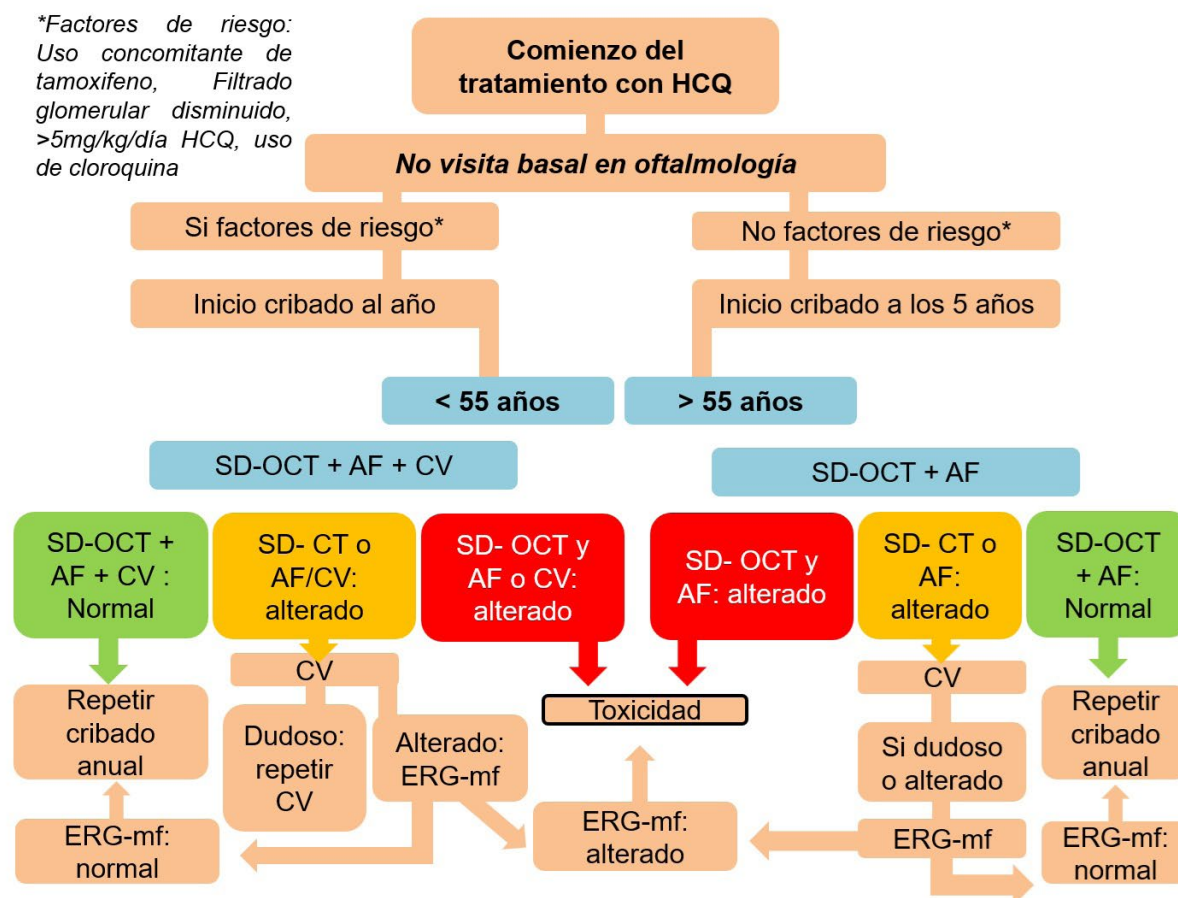 *Factores de riesgo:
Uso concomitante de
tamoxifeno, Filtrado
glomerular disminuido,
>5mg/kg/día HCQ, uso
de cloroquina
Comienzo del
tratamiento con HCQ
No visita basal en oftalmología
Si factores de riesgo*
No factores de riesgo*
Inicio cribado al año
Inicio cribado a los 5 años
< 55 años
> 55 años
SD-OCT + AF + CV
SD-OCT + AF
SD-OCT +
AF + CV :
Normal
SD- CT o
AF/CV:
alterado
SD- OCT y
AF o CV:
alterado
SD- OCT y
AF: alterado
SD- CT o
AF:
alterado
SD-OCT
+ AF:
Normal
Repetir
cribado
anual
CV
Dudoso:
repetir
CV
Alterado:
ERG-mf
Toxicidad
CV
Si dudoso
o alterado
Repetir
cribado
anual
ERG-mf:
normal
ERG-mf:
alterado
ERG-mf
ERG-mf:
normal